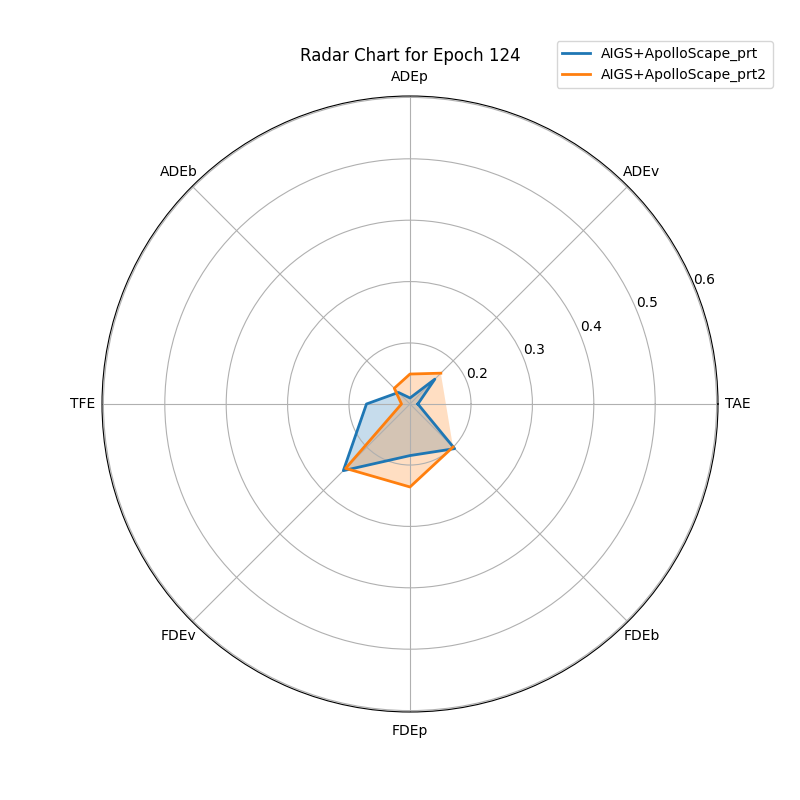 Radar Chart for Epoch 124
AIGS+ApolloScape_prt
AIGS+ApolloScape_prt2
ADEp
ADEb
ADEv
0.6
0.5
0.4
0.3
0.2
TFE
TAE
FDEv
FDEb
FDEp